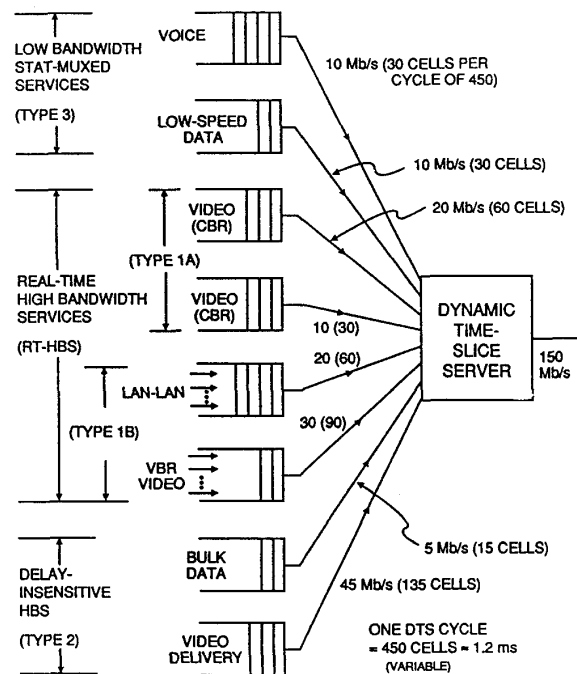 LOW BANDWIDTH
STAT-MUXED
SERVICES
(TYPE 3)
VOICE
10 Mb/s (30 CELLS PER
CYCLE OF 450)
LOW-SPEED
DATA
10 Mb/s (30 CELLS)
20 Mb/s (60 CELLS)
REAL-TIME
HIGH BANDWIDTH
SERVICES
(RT-HBS)
(TYPE 1A)
VIDEO
(CBR)
VIDEO
(CBR)
10 (30)
DYNAMIC
TIME-
SLICE
SERVER
150
Mb/s
(TYPE 1B)
LAN-LAN
20 (60)
VBR
VIDEO
30 (90)
DELAY-
INSENSITIVE
HBS
(TYPE 2)
BULK
DATA
5 Mb/s (15 CELLS)
VIDEO
DELIVERY
45 Mb/s (135 CELLS)
ONE DTS CYCLE
= 450 CELLS ≈ 1.2 ms
(VARIABLE)